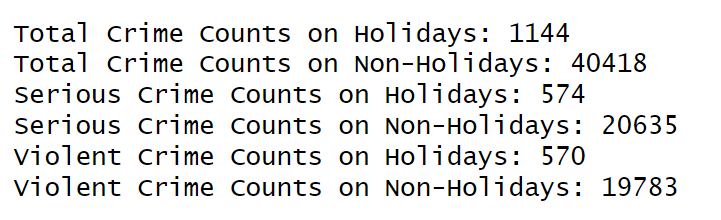 Total Crime Counts on Holidays: 1144
Total Crime Counts on Non-Holidays: 40418
Serious Crime Counts on Holidays: 574
Serious Crime Counts on Non-Holidays: 20635
Violent Crime Counts on Holidays: 570
Violent Crime Counts on Non-Holidays: 19783